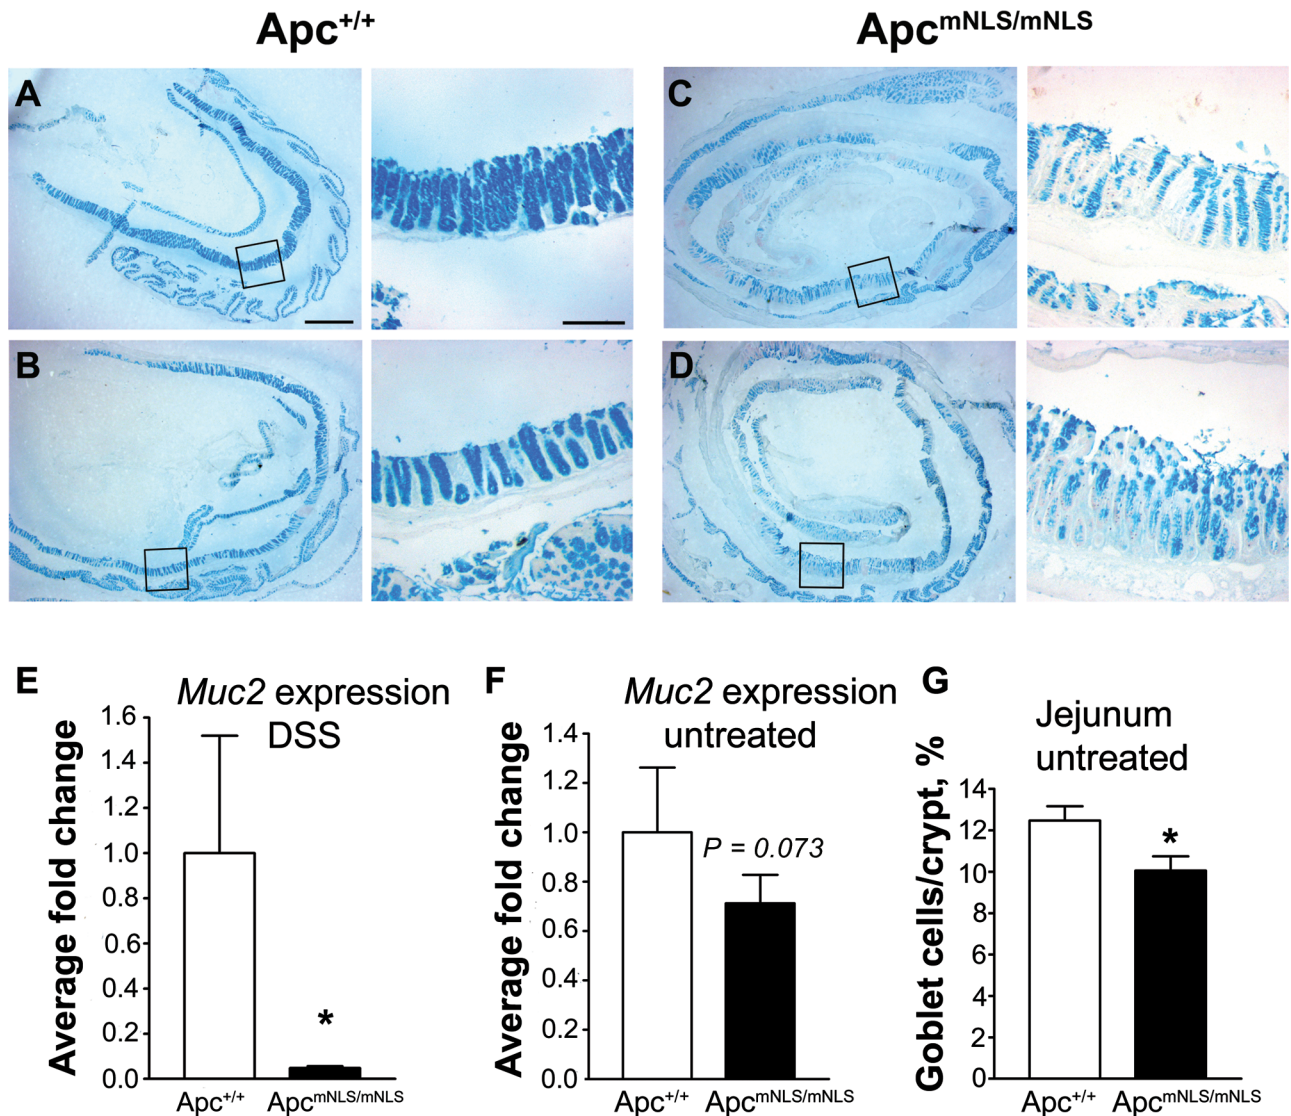 Apc+/+
ApcmNLS/mNLS
A
C
B
D
E
Muc2 expression
DSS
Average fold change
1.6
1.4
1.2
1.0
0.8
0.6
0.4
0.2
0.0
*
Apc+/+
ApcmNLS/mNLS
F
Muc2 expression
untreated
Average fold change
1.4
1.2
1.0
0.8
0.6
0.4
0.2
0.0
P = 0.073
Apc+/+
ApcmNLS/mNLS
G
Jejunum
untreated
Goblet cells/crypt, %
14
12
10
8
6
4
2
0
*
Apc+/+
ApcmNLS/mNLS